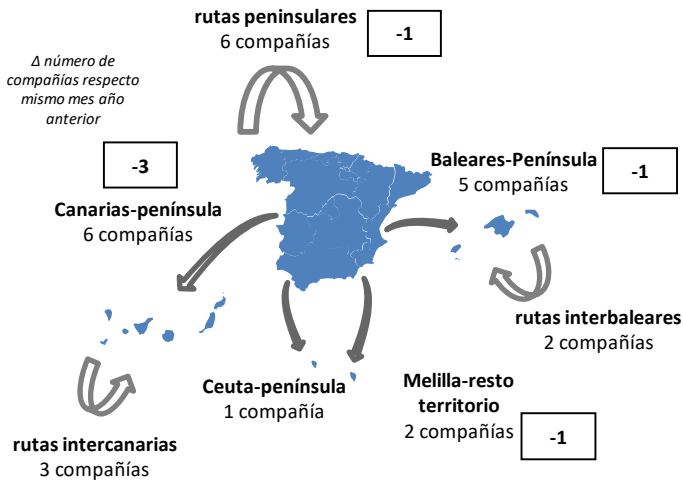 rutas peninsulares
6 compañías
-1
Δ número de
compañías respecto
mismo mes año
anterior
-3
Canarias-península
6 compañías
Baleares-Península
5 compañías
-1
rutas interbaleares
2 compañías
Ceuta-península
1 compañía
Melilla-resto
territorio
2 compañías
-1
rutas intercanarias
3 compañías